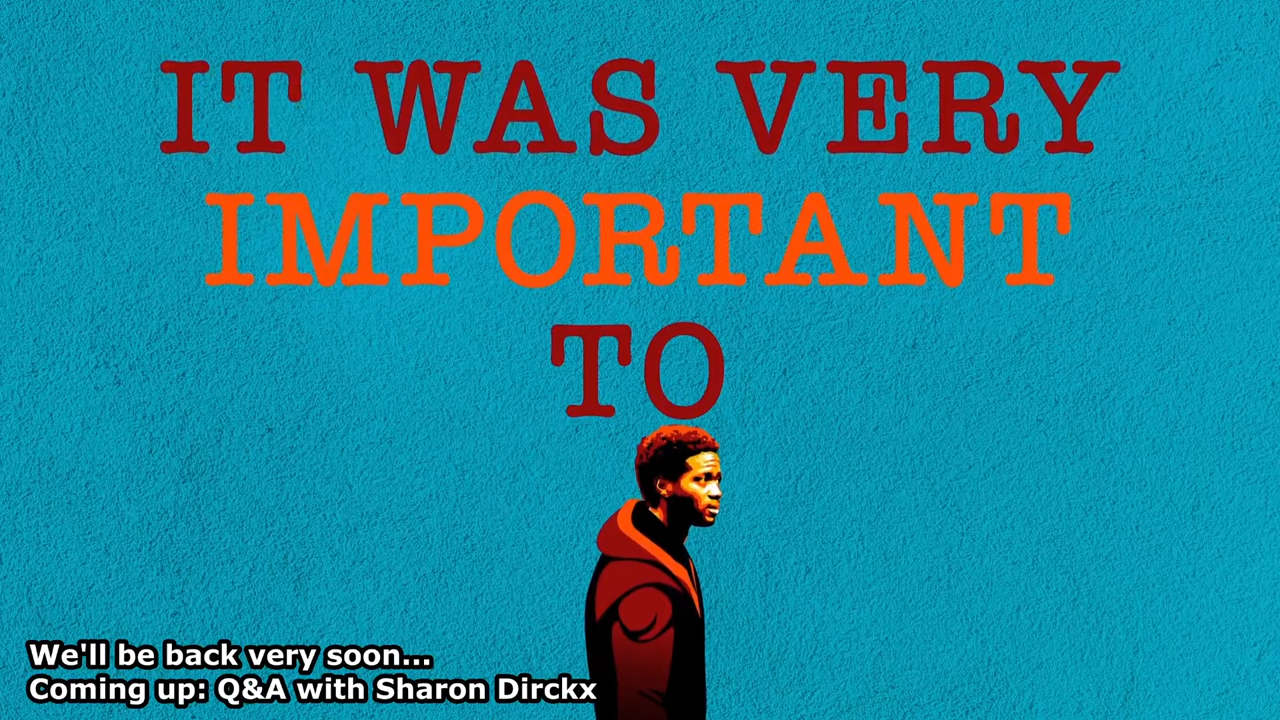 IT WAS VERY
IMPORTANT
TO
We'll be back very soon...
Coming up: Q&A with Sharon Dirckx